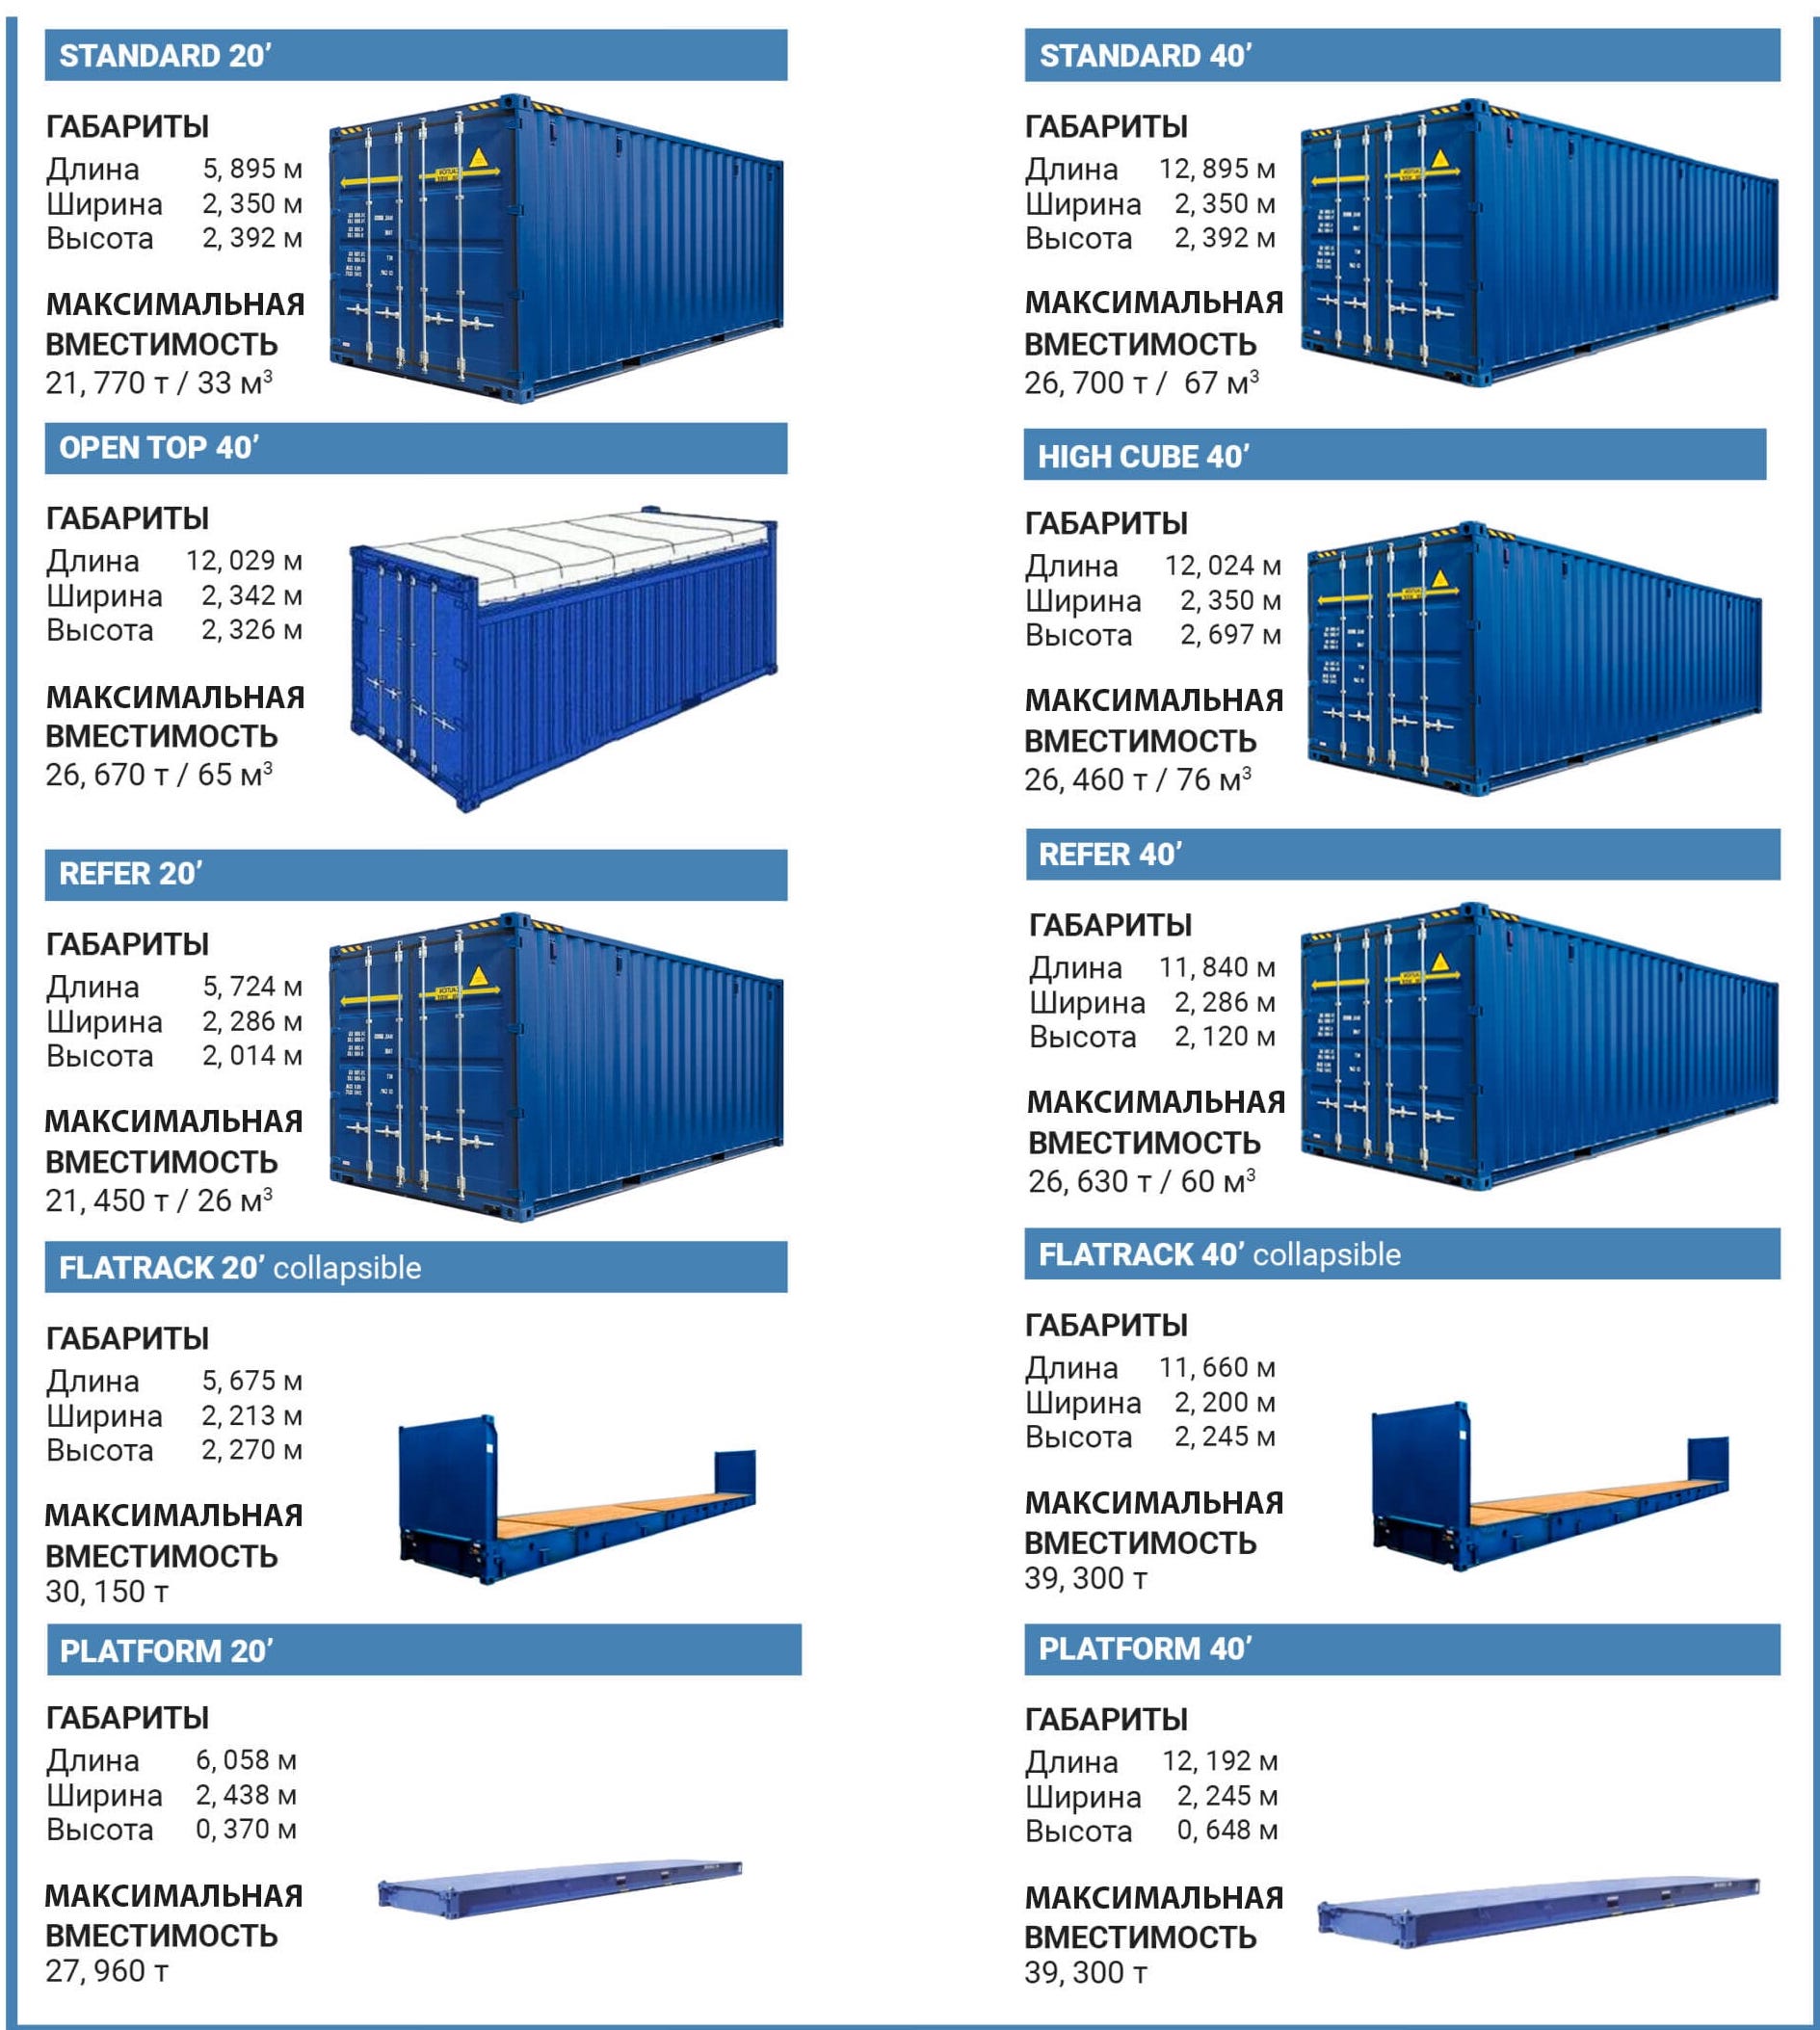 STANDARD 20’
ГАБАРИТЫ
Длина 5, 895 м
Ширина 2, 350 м
Высота 2, 392 м
МАКСИМАЛЬНАЯ
ВМЕСТИМОСТЬ
21, 770 т / 33 м³
OPEN TOP 40’
ГАБАРИТЫ
Длина 12, 029 м
Ширина 2, 342 м
Высота 2, 326 м
МАКСИМАЛЬНАЯ
ВМЕСТИМОСТЬ
26, 670 т / 65 м³
REFER 20’
ГАБАРИТЫ
Длина 5, 724 м
Ширина 2, 286 м
Высота 2, 014 м
МАКСИМАЛЬНАЯ
ВМЕСТИМОСТЬ
21, 450 т / 26 м³
FLATRACK 20’ collapsible
ГАБАРИТЫ
Длина 5, 675 м
Ширина 2, 213 м
Высота 2, 270 м
МАКСИМАЛЬНАЯ
ВМЕСТИМОСТЬ
30, 150 т
PLATFORM 20’
ГАБАРИТЫ
Длина 6, 058 м
Ширина 2, 438 м
Высота 0, 370 м
МАКСИМАЛЬНАЯ
ВМЕСТИМОСТЬ
27, 960 т
STANDARD 40’
ГАБАРИТЫ
Длина 12, 895 м
Ширина 2, 350 м
Высота 2, 392 м
МАКСИМАЛЬНАЯ
ВМЕСТИМОСТЬ
26, 700 т / 67 м³
HIGH CUBE 40’
ГАБАРИТЫ
Длина 12, 024 м
Ширина 2, 350 м
Высота 2, 697 м
МАКСИМАЛЬНАЯ
ВМЕСТИМОСТЬ
26, 460 т / 76 м³
REFER 40’
ГАБАРИТЫ
Длина 11, 840 м
Ширина 2, 286 м
Высота 2, 120 м
МАКСИМАЛЬНАЯ
ВМЕСТИМОСТЬ
26, 630 т / 60 м³
FLATRACK 40’ collapsible
ГАБАРИТЫ
Длина 11, 660 м
Ширина 2, 200 м
Высота 2, 245 м
МАКСИМАЛЬНАЯ
ВМЕСТИМОСТЬ
39, 300 т
PLATFORM 40’
ГАБАРИТЫ
Длина 12, 192 м
Ширина 2, 245 м
Высота 0, 648 м
МАКСИМАЛЬНАЯ
ВМЕСТИМОСТЬ
39, 300 т